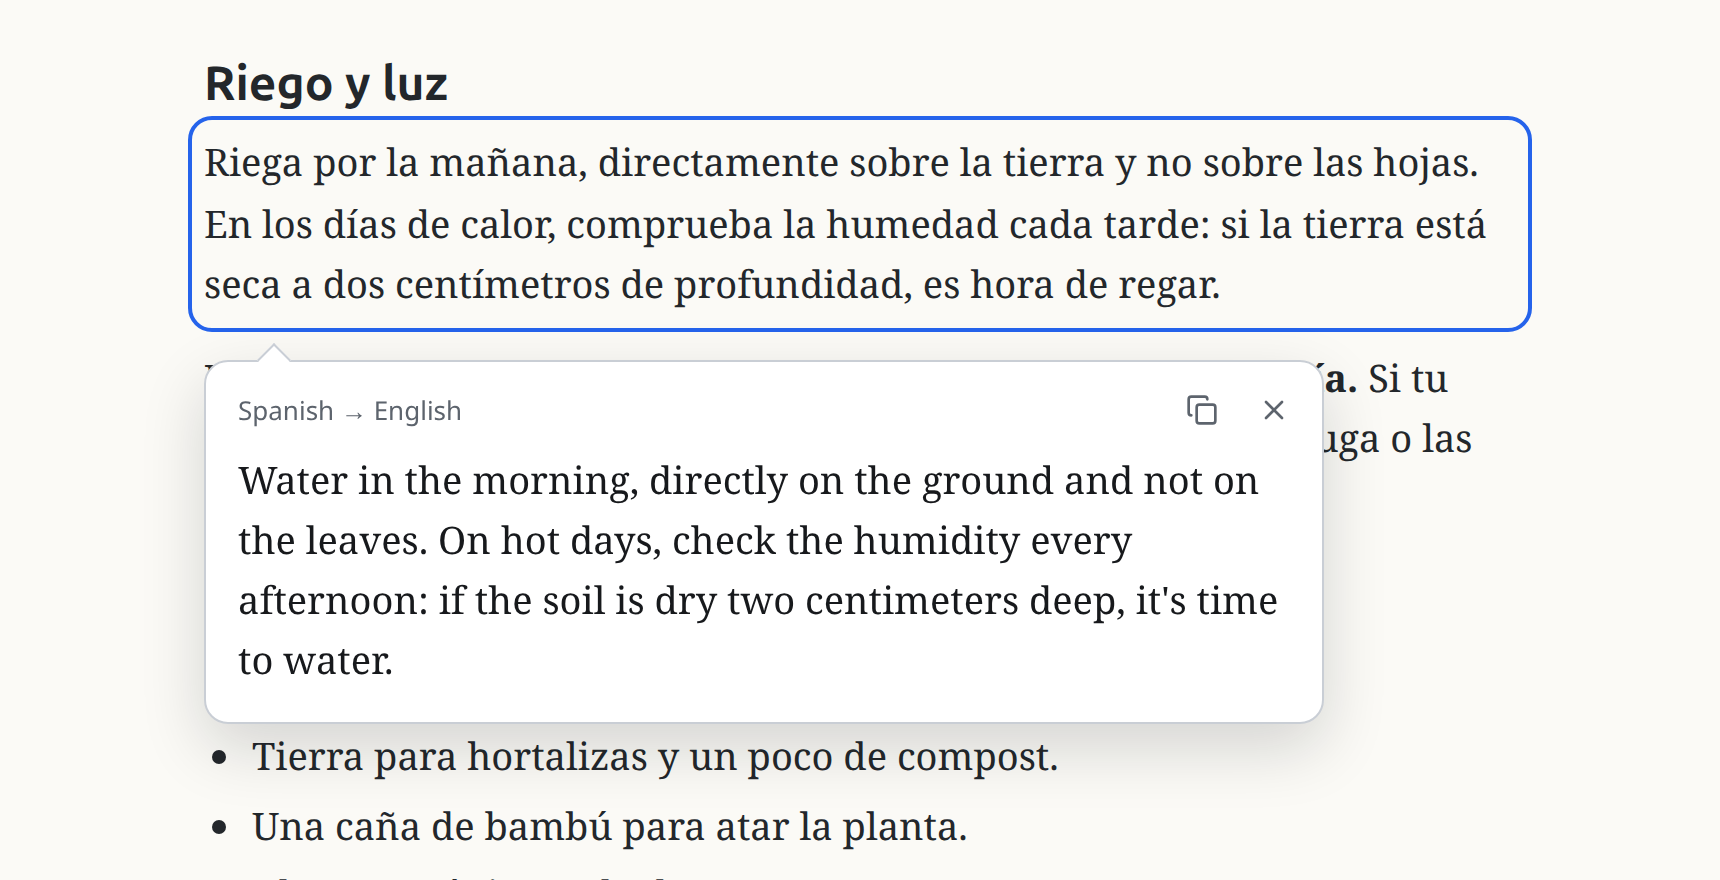 Riego y luz
Riega por la mañana, directamente sobre la tierra y no sobre las hojas.
En los días de calor, comprueba la humedad cada tarde: si la tierra está
seca a dos centímetros de profundidad, es hora de regar.
Si tu
o las
Spanish → English
Water in the morning, directly on the ground and not on
the leaves. On hot days, check the humidity every
afternoon: if the soil is dry two centimeters deep, it's time
to water.
Tierra para hortalizas y un poco de compost.
Una caña de bambú para atar la planta.